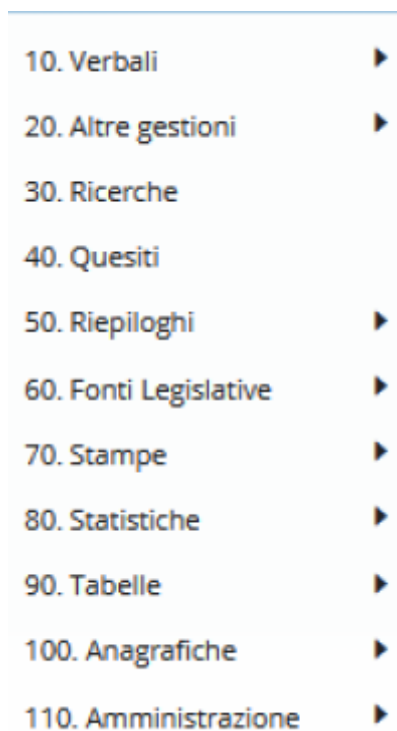 10. Verbali
20. Altre gestioni
30. Ricerche
40. Quesiti
50. Riepiloghi
60. Fonti Legislative
70. Stampe
80. Statistiche
90. Tabelle
100. Anagrafiche
110. Amministrazione